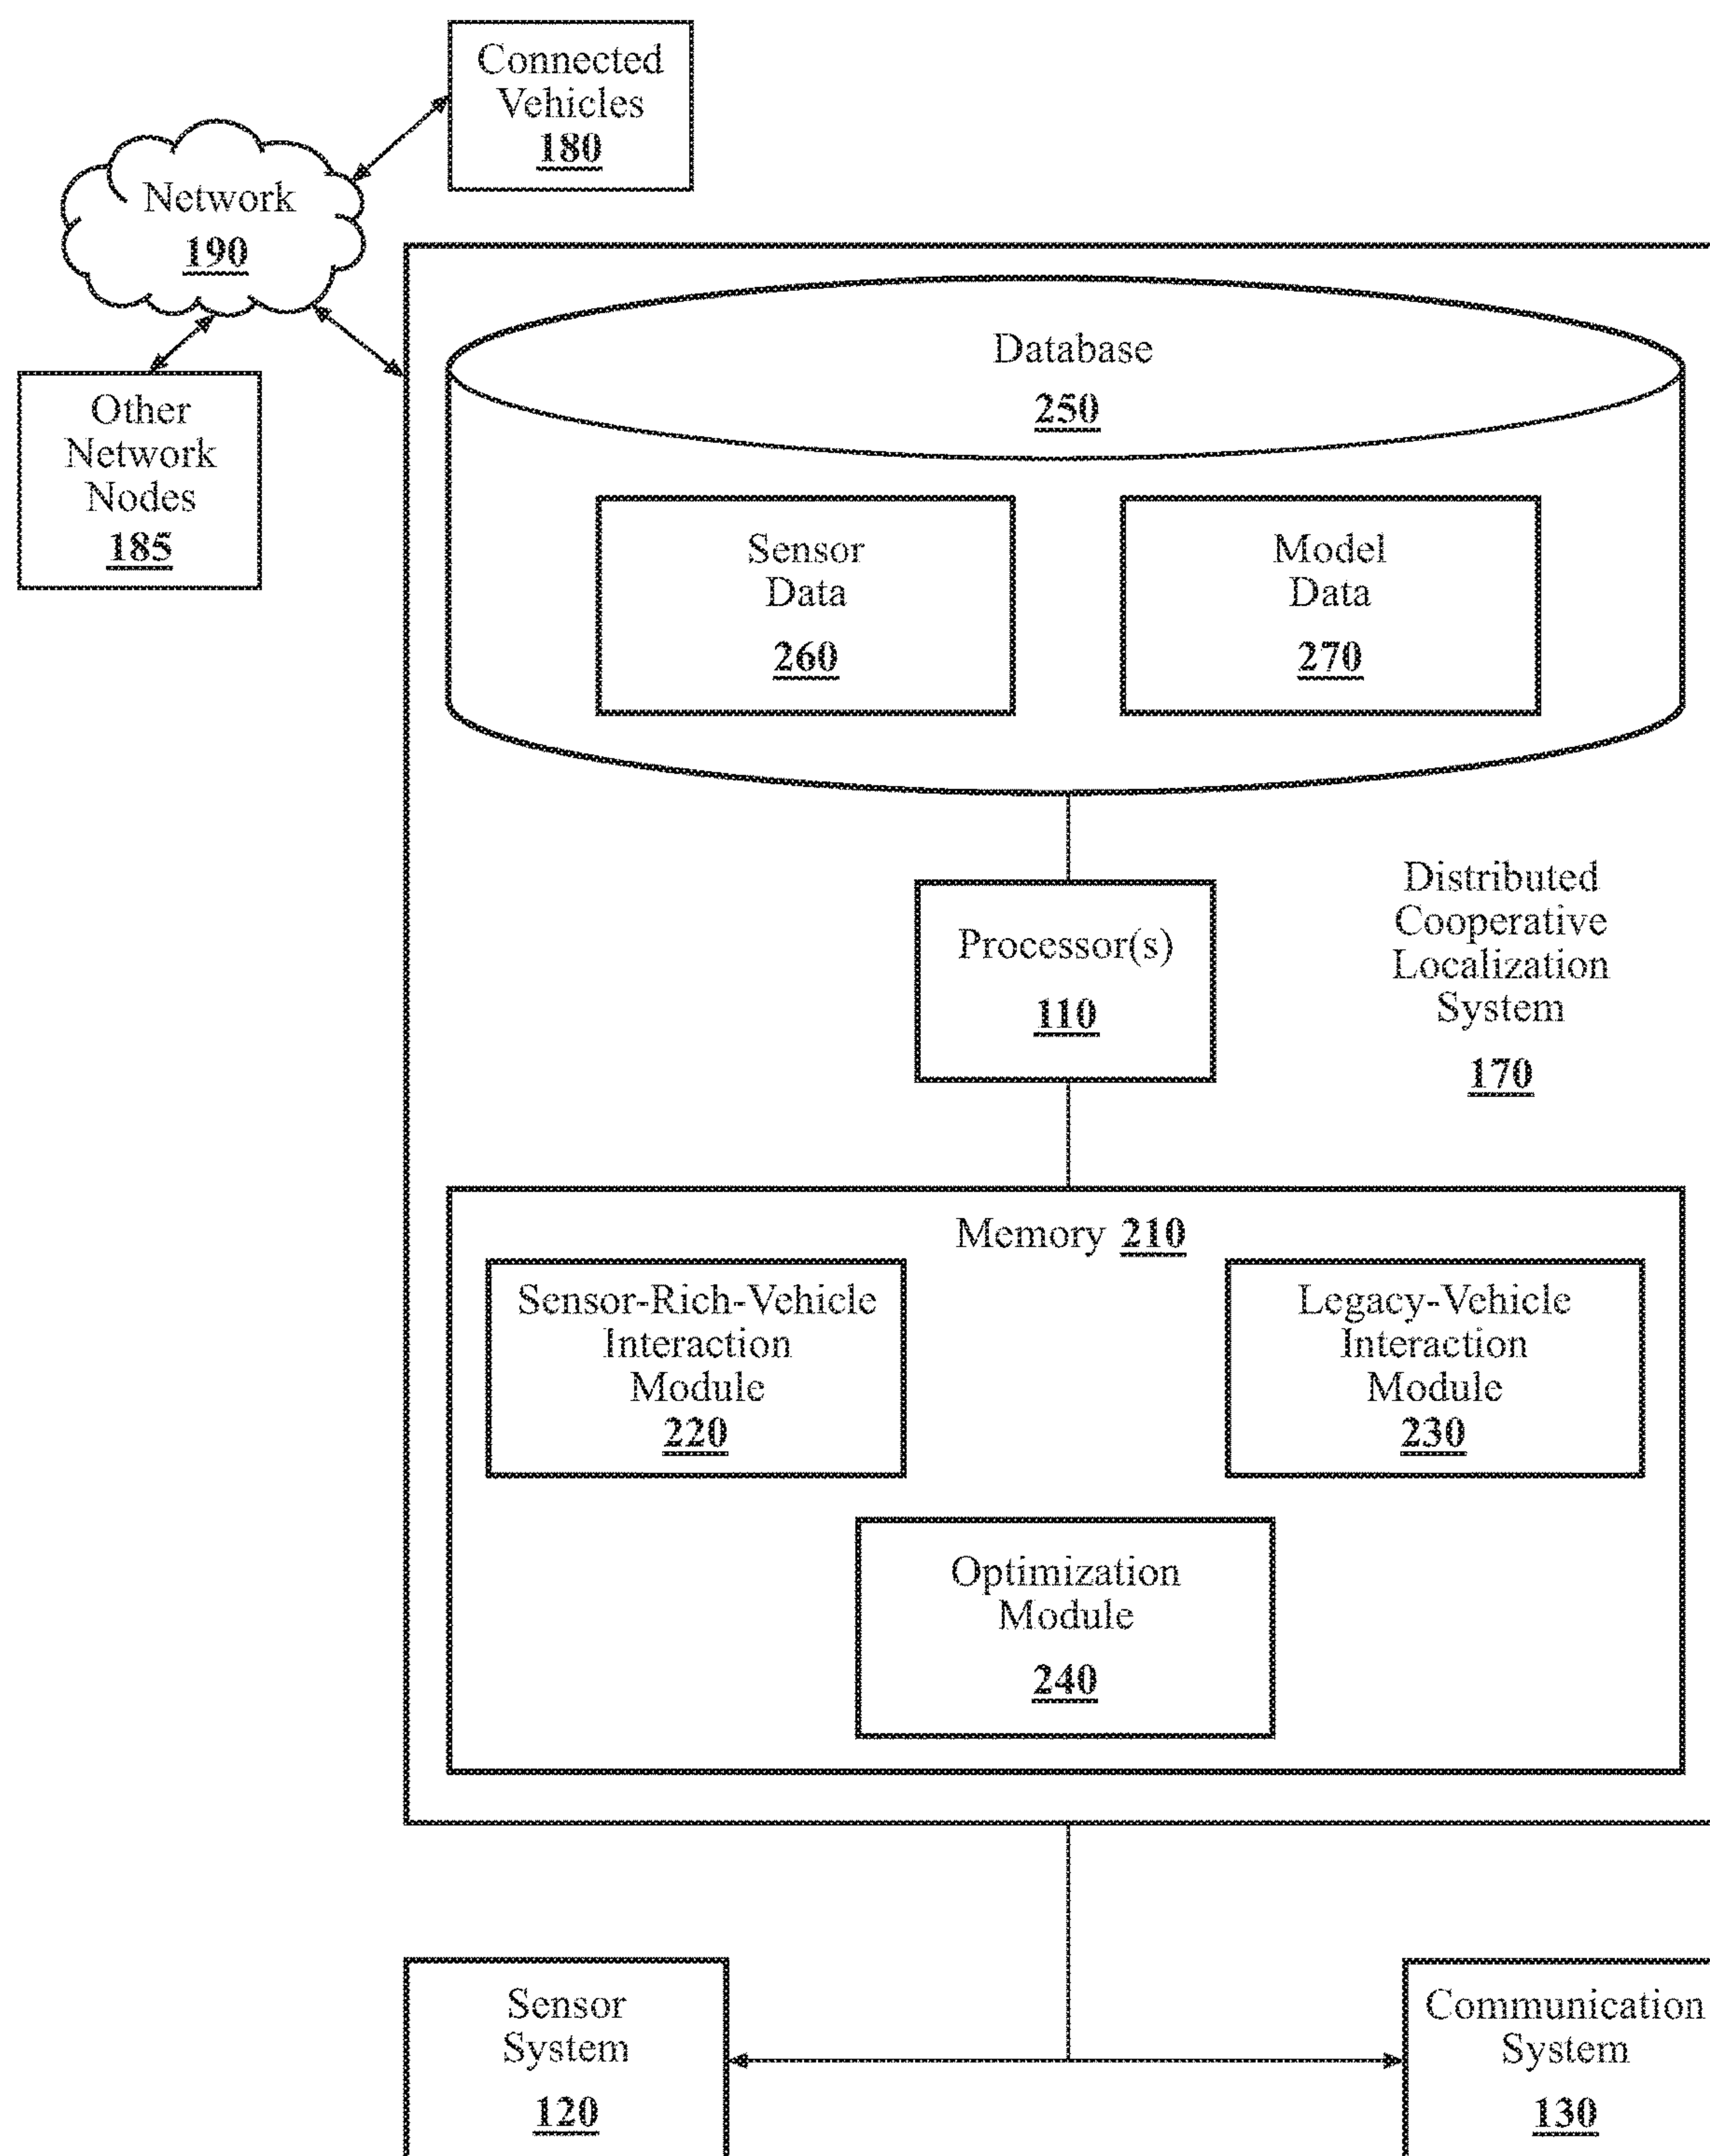 Connected
Vehicles
180
Network
190
Other
Network
Nodes
185
Database
250
Sensor
Data
260
Model
Data
270
Processor(s)
110
Distributed
Cooperative
Localization
System
170
Memory 210
Sensor-Rich-Vehicle
Interaction
Module
220
Legacy-Vehicle
Interaction
Module
230
Optimization
Module
240
Sensor
System
120
Communication
System
130